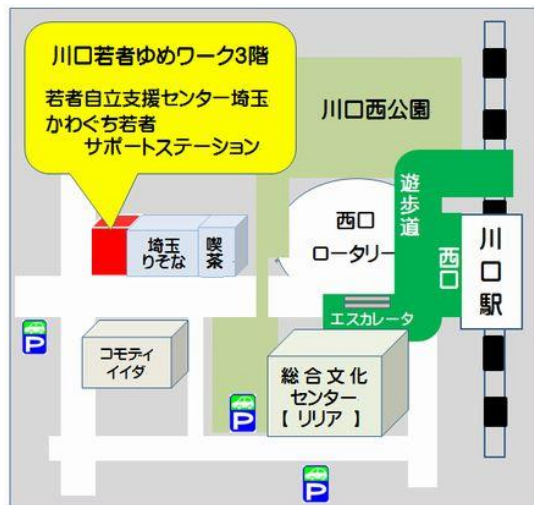 川口若者ゆめワーク3階
若者自立支援センター埼玉
かわぐち若者
サポートステーション
川口西公園
遊歩道
西口
ロータリー
西口
川口駅
埼玉
りそな
喫茶
エスカレータ
コモディ
イイダ
総合文化
センター
【 リリア 】
P
P
P